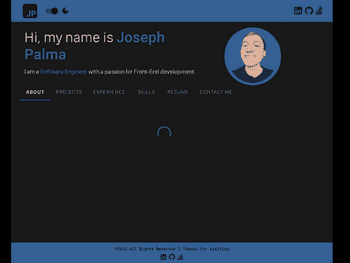 JP
Hi, my name is Joseph
Palma
I am a Software Engineer with a passion for Front-End development.
ABOUT PROJECTS EXPERIENCE SKILLS RESUME CONTACT ME
All Rights Reserved | Thanks for visiting